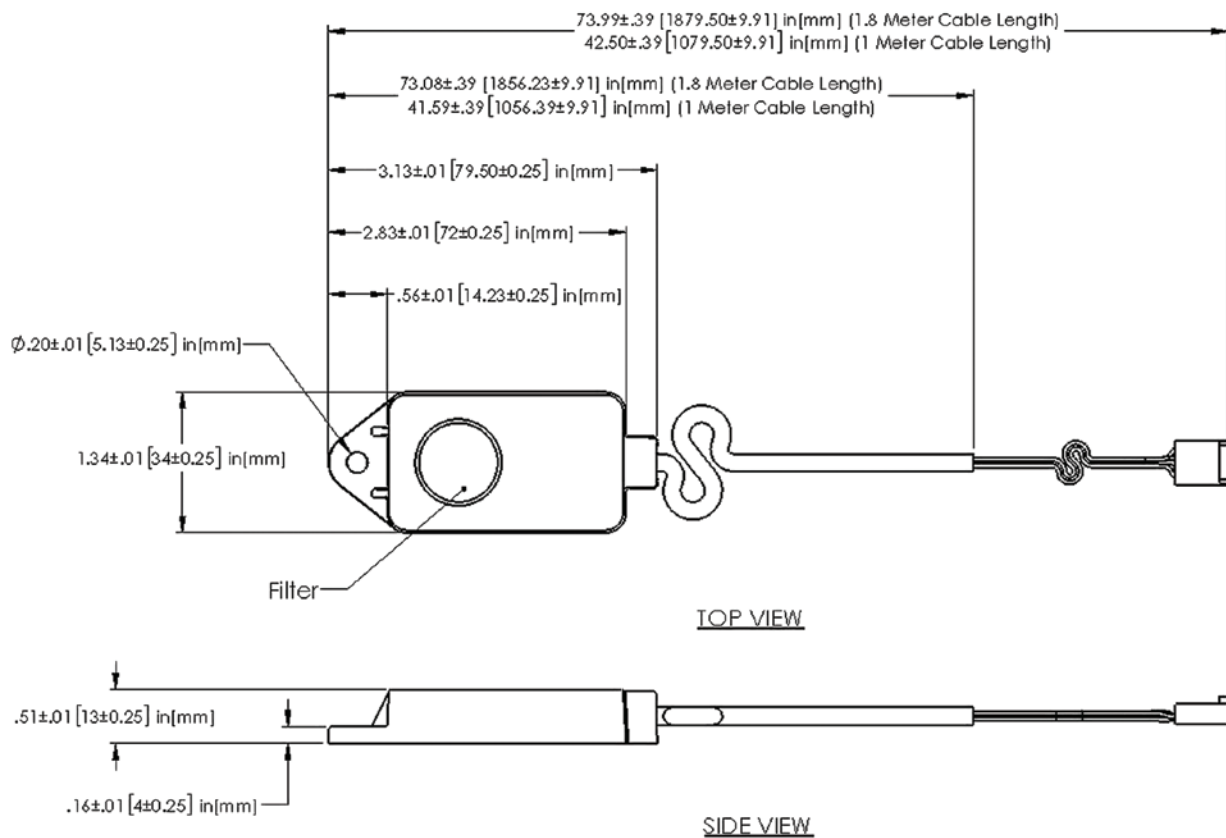 73.99±.39 [1879.50±9.91] in[mm] (1.8 Meter Cable Length)
42.50±.39 [1079.50±9.91] in[mm] (1 Meter Cable Length)
73.08±.39 [1856.23±9.91] in[mm] (1.8 Meter Cable Length)
41.59±.39 [1056.39±9.91] in[mm] (1 Meter Cable Length)
3.13±.01 [79.50±0.25] in[mm]
2.83±.01 [72±0.25] in[mm]
.56±.01 [14.23±0.25] in[mm]
Ø.20±.01 [5.13±0.25] in[mm]
1.34±.01 [34±0.25] in[mm]
Filter
TOP VIEW
.51±.01 [13±0.25] in[mm]
.16±.01 [4±0.25] in[mm]
SIDE VIEW